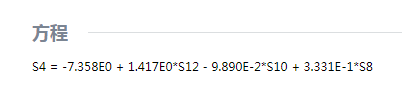 方程
S4 = -7.358E0 + 1.417E0*S12 - 9.890E-2*S10 + 3.331E-1*S8